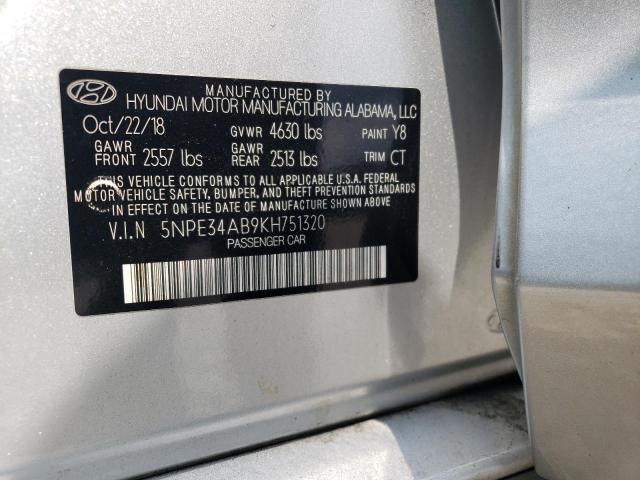 MANUFACTURED BY
HYUNDAI MOTOR MANUFACTURING ALABAMA, LLC
Oct/22/18 GVWR 4630 lbs PAINT Y8
GAWR FRONT 2557 lbs GAWR REAR 2513 lbs TRIM CT
THIS VEHICLE CONFORMS TO ALL APPLICABLE U.S.A. FEDERAL
MOTOR VEHICLE SAFETY, BUMPER, AND THEFT PREVENTION STANDARDS
IN EFFECT ON THE DATE OF MANUFACTURE SHOWN ABOVE
V.I.N 5NPE34AB9KH751320
PASSENGER CAR